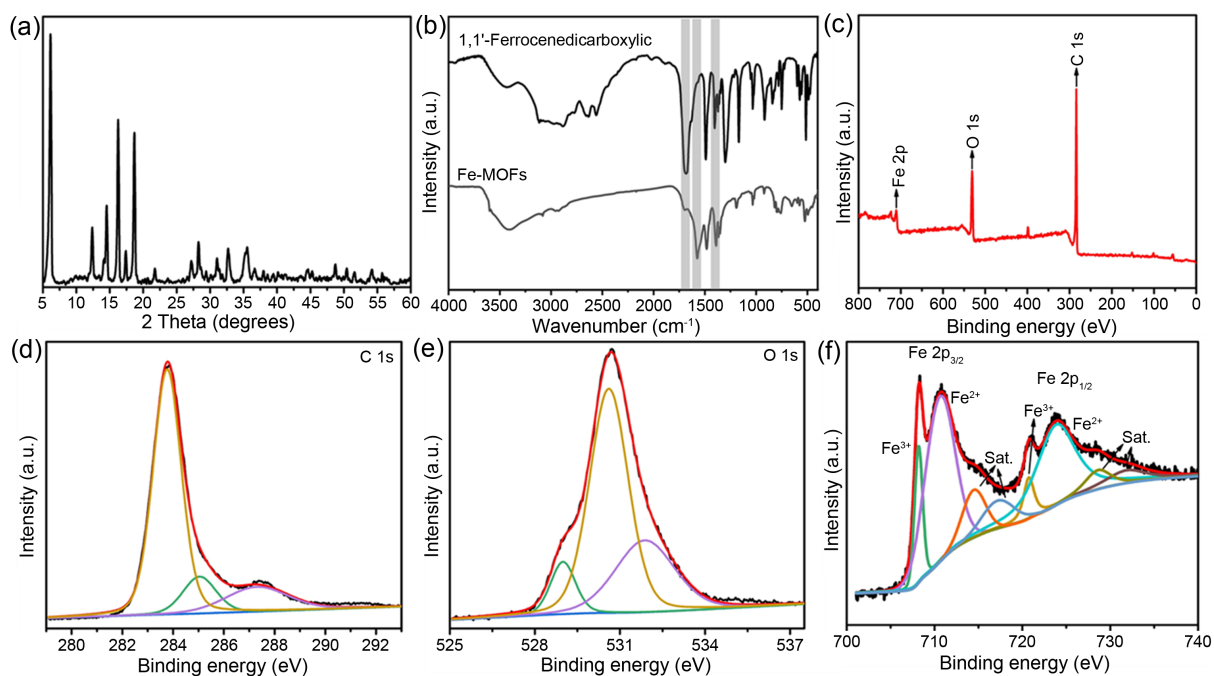 (a)
5 10 15 20 25 30 35 40 45 50 55 60
2 Theta (degrees)
Intensity (a.u.)
(b)
1,1'-Ferrocenedicarboxylic
Fe-MOFs
4000 3500 3000 2500 2000 1500 1000 500
Wavenumber (cm⁻¹)
Intensity (a.u.)
(c)
Fe 2p
O 1s
C 1s
800 700 600 500 400 300 200 100 0
Binding energy (eV)
Intensity (a.u.)
(d)
C 1s
280 282 284 286 288 290 292
Binding energy (eV)
Intensity (a.u.)
(e)
O 1s
525 528 531 534 537
Binding energy (eV)
Intensity (a.u.)
(f)
Fe 2p3/2
Fe 2p1/2
Fe³⁺
Fe²⁺
Sat.
Fe³⁺
Fe²⁺
Sat.
700 710 720 730 740
Binding energy (eV)
Intensity (a.u.)